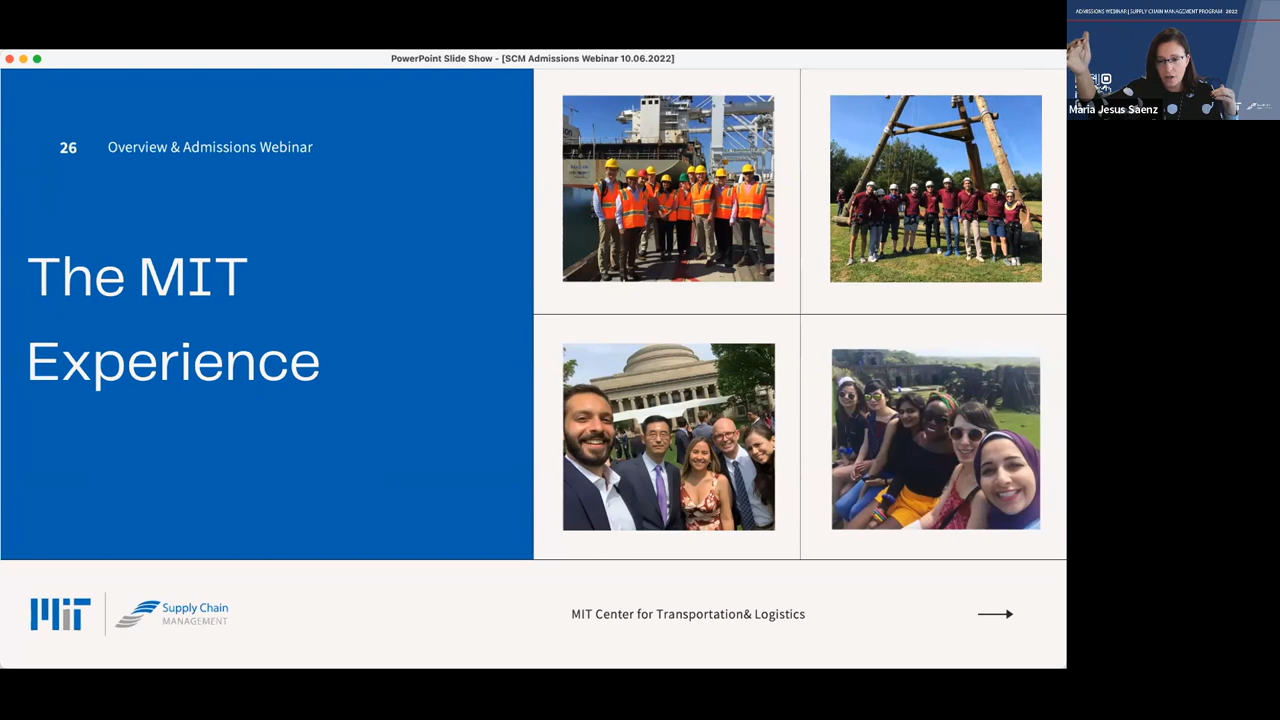 PowerPoint Slide Show - [SCM Admissions Webinar 10.06.2022]
ADMISSIONS WEBINAR | SUPPLY CHAIN MANAGEMENT PROGRAM 2022
Maria Jesus Saenz
26 Overview & Admissions Webinar
The MIT
Experience
MIT
Supply Chain
MANAGEMENT
MIT Center for Transportation& Logistics